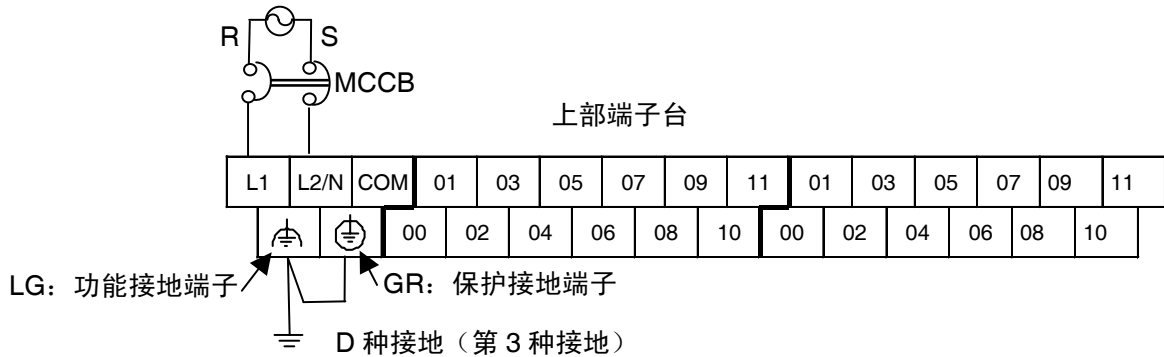 R S
MCCB
上部端子台
L1 L2/N COM 01 03 05 07 09 11 01 03 05 07 09 11
00 02 04 06 08 10 00 02 04 06 08 10
LG：功能接地端子 GR：保护接地端子
D 种接地（第 3 种接地）